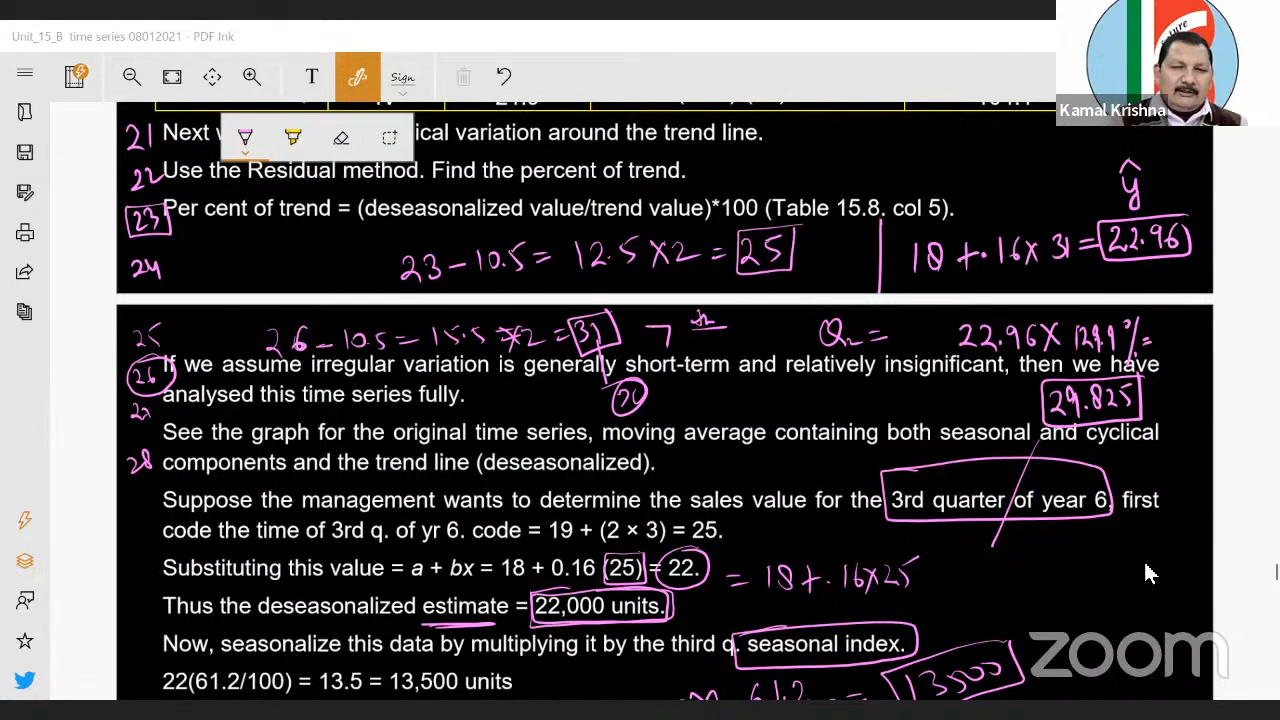 Unit_15_B time series 08012021 - PDF Ink
T
Sign
Kamal Krishna
21 Next ical variation around the trend line.
22 Use the Residual method. Find the percent of trend.
ŷ
23 Per cent of trend = (deseasonalized value/trend value)*100 (Table 15.8. col 5).
23 - 10.5 = 12.5 × 2 = 25
18 + .16 × 31 = 22.96
24
25
26 - 10.5 = 15.5 × 2 = 31
Q2 = 22.96 × 129.9 % =
If we assume irregular variation is generally short-term and relatively insignificant, then we have
26 analysed this time series fully.
29.825
See the graph for the original time series, moving average containing both seasonal and cyclical
28 components and the trend line (deseasonalized).
Suppose the management wants to determine the sales value for the 3rd quarter of year 6, first
code the time of 3rd q. of yr 6. code = 19 + (2 × 3) = 25.
Substituting this value = a + bx = 18 + 0.16 (25) = 22.
= 18 + .16 × 25
Thus the deseasonalized estimate = 22,000 units.
Now, seasonalize this data by multiplying it by the third q. seasonal index.
22(61.2/100) = 13.5 = 13,500 units
61.2 = 13500
zoom